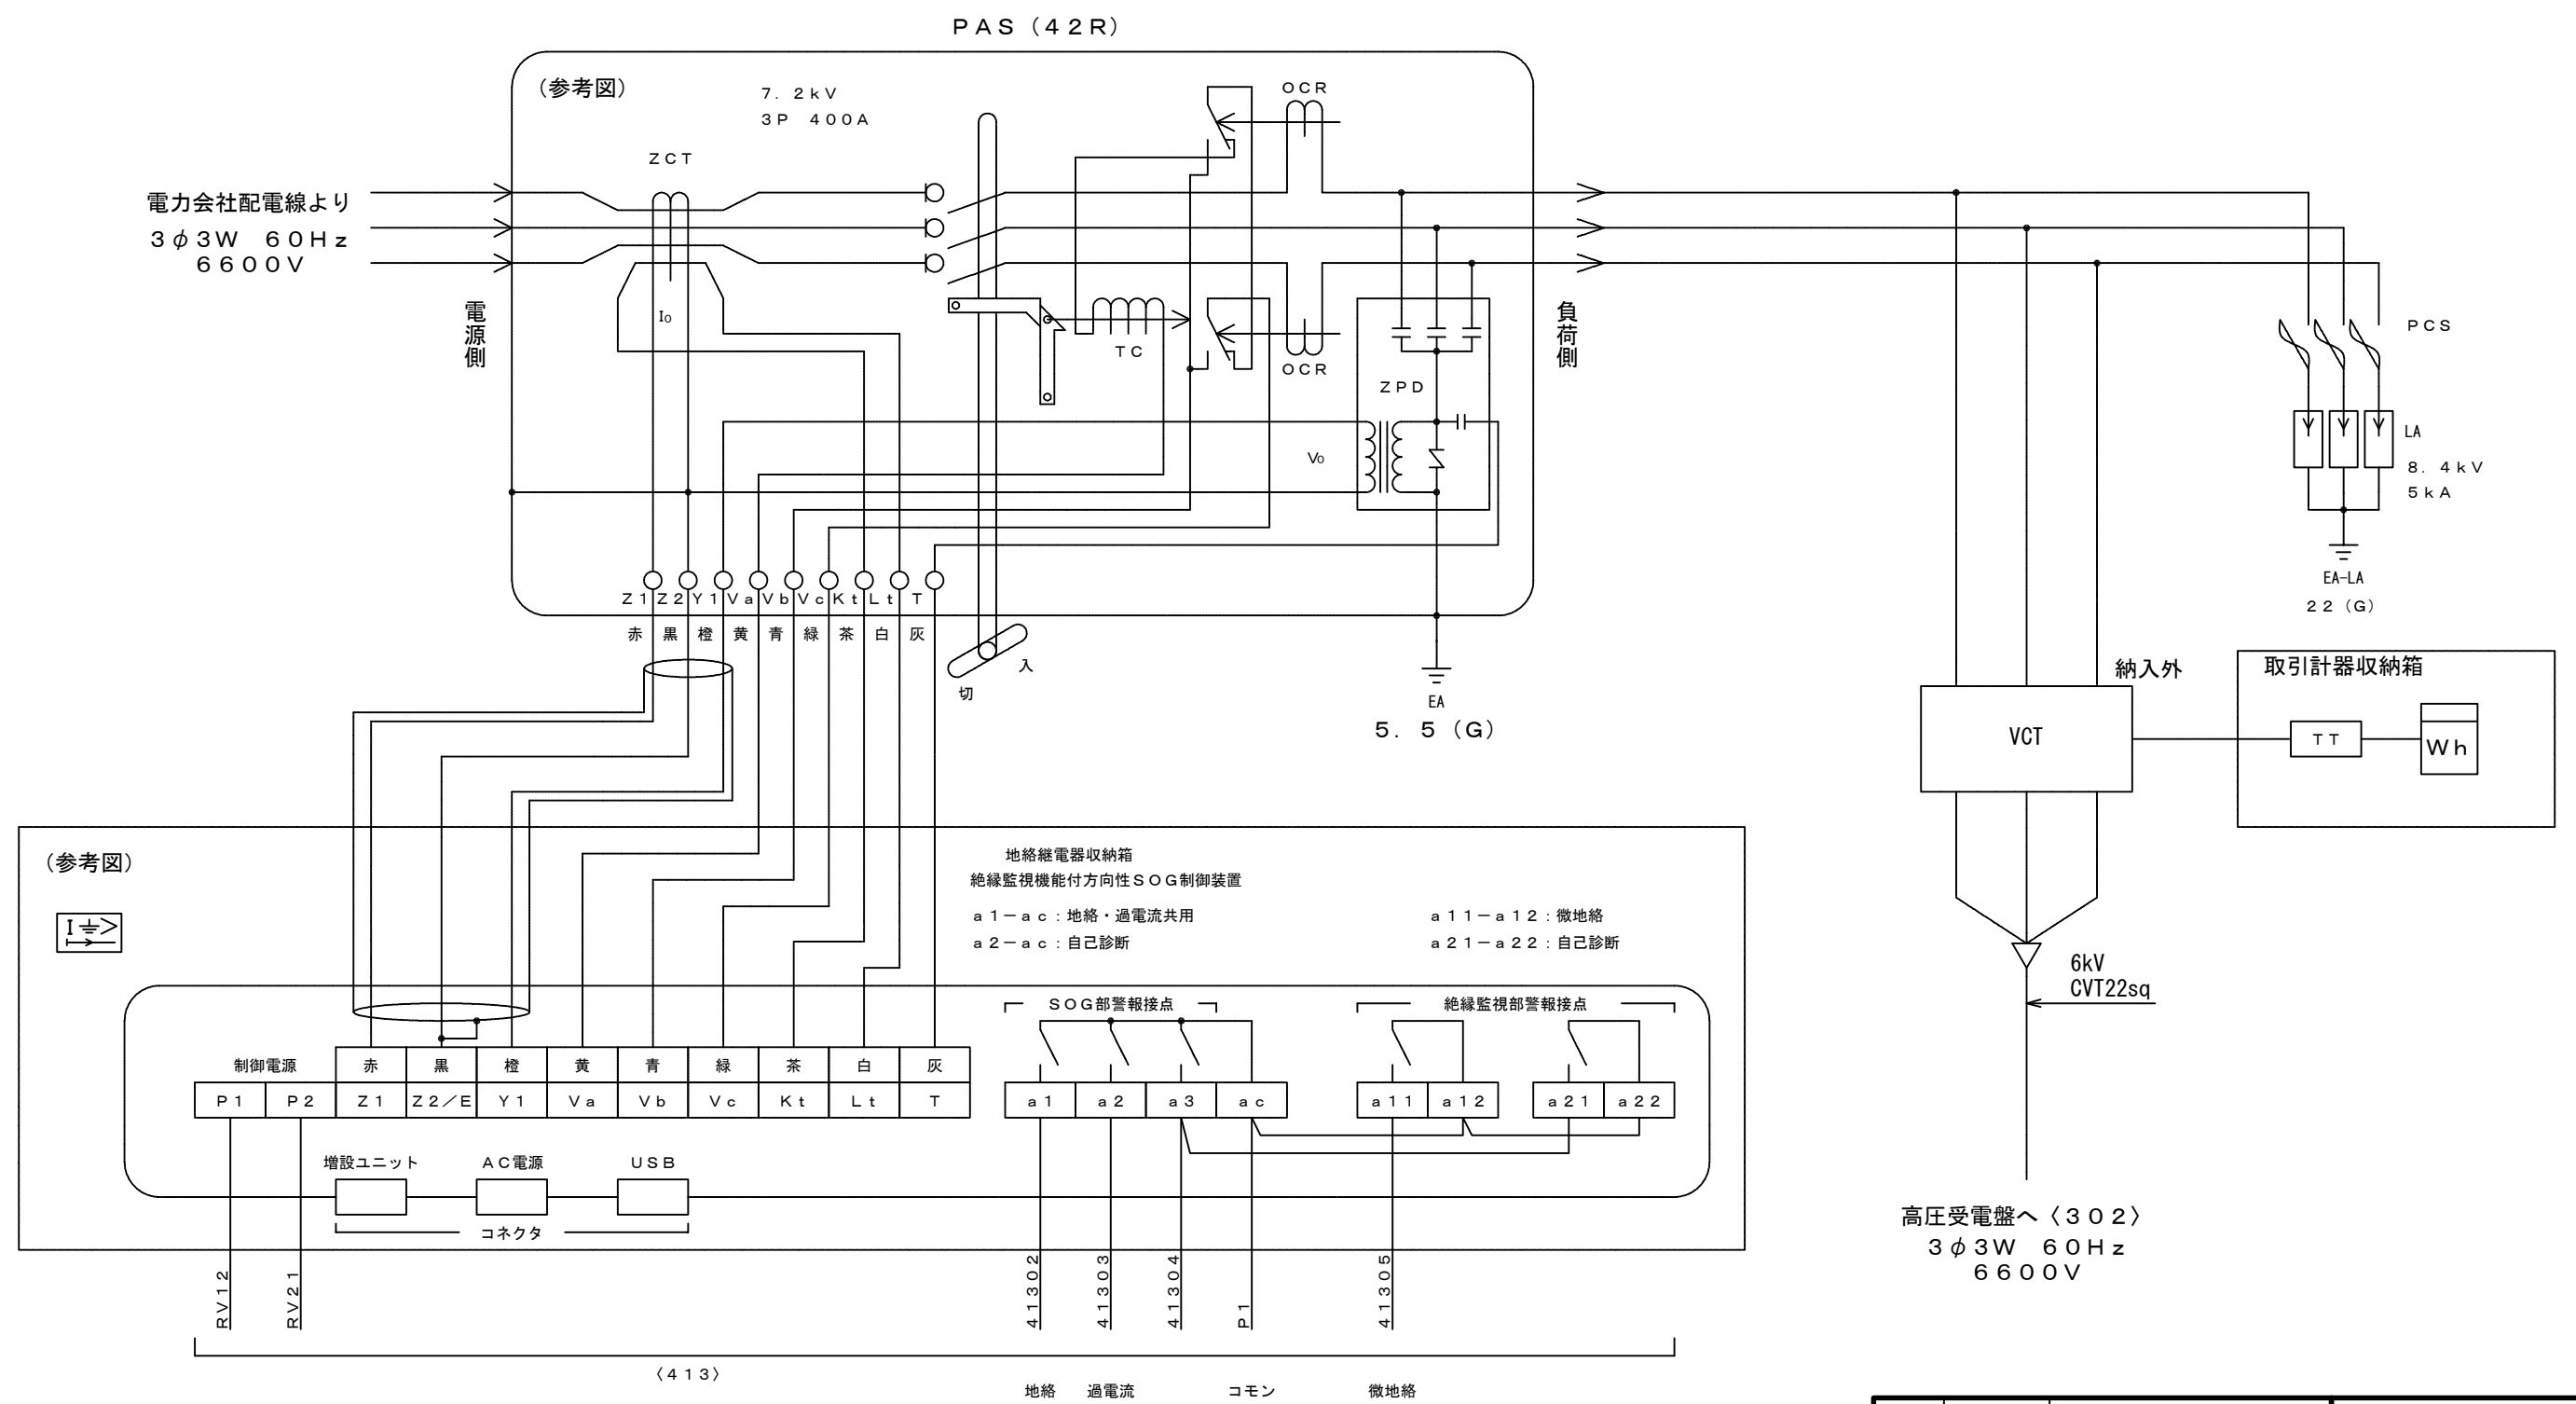 PAS（42R）
（参考図）
7．2kV
3P 400A
OCR
ZCT
電力会社配電線より
3φ3W 60Hz
6600V
電源側
I₀
TC
OCR
ZPD
V₀
負荷側
PCS
LA
8．4kV
5kA
EA-LA
22（G）
Z1 Z2 Y1 Va Vb Vc Kt Lt T
赤 黒 橙 黄 青 緑 茶 白 灰
入
切
EA
5．5（G）
納入外
取引計器収納箱
VCT
TT
Wh
（参考図）
地絡継電器収納箱
絶縁監視機能付方向性SOG制御装置
a1－ac：地絡・過電流共用
a2－ac：自己診断
a11－a12：微地絡
a21－a22：自己診断
I
6kV
CVT22sq
SOG部警報接点
絶縁監視部警報接点
制御電源 赤 黒 橙 黄 青 緑 茶 白 灰
P1 P2 Z1 Z2／E Y1 Va Vb Vc Kt Lt T
a1 a2 a3 ac
a11 a12
a21 a22
増設ユニット AC電源 USB
コネクタ
RV12
RV21
41302
41303
41304
P1
41305
高圧受電盤へ〈302〉
3φ3W 60Hz
6600V
〈413〉
地絡 過電流 コモン 微地絡